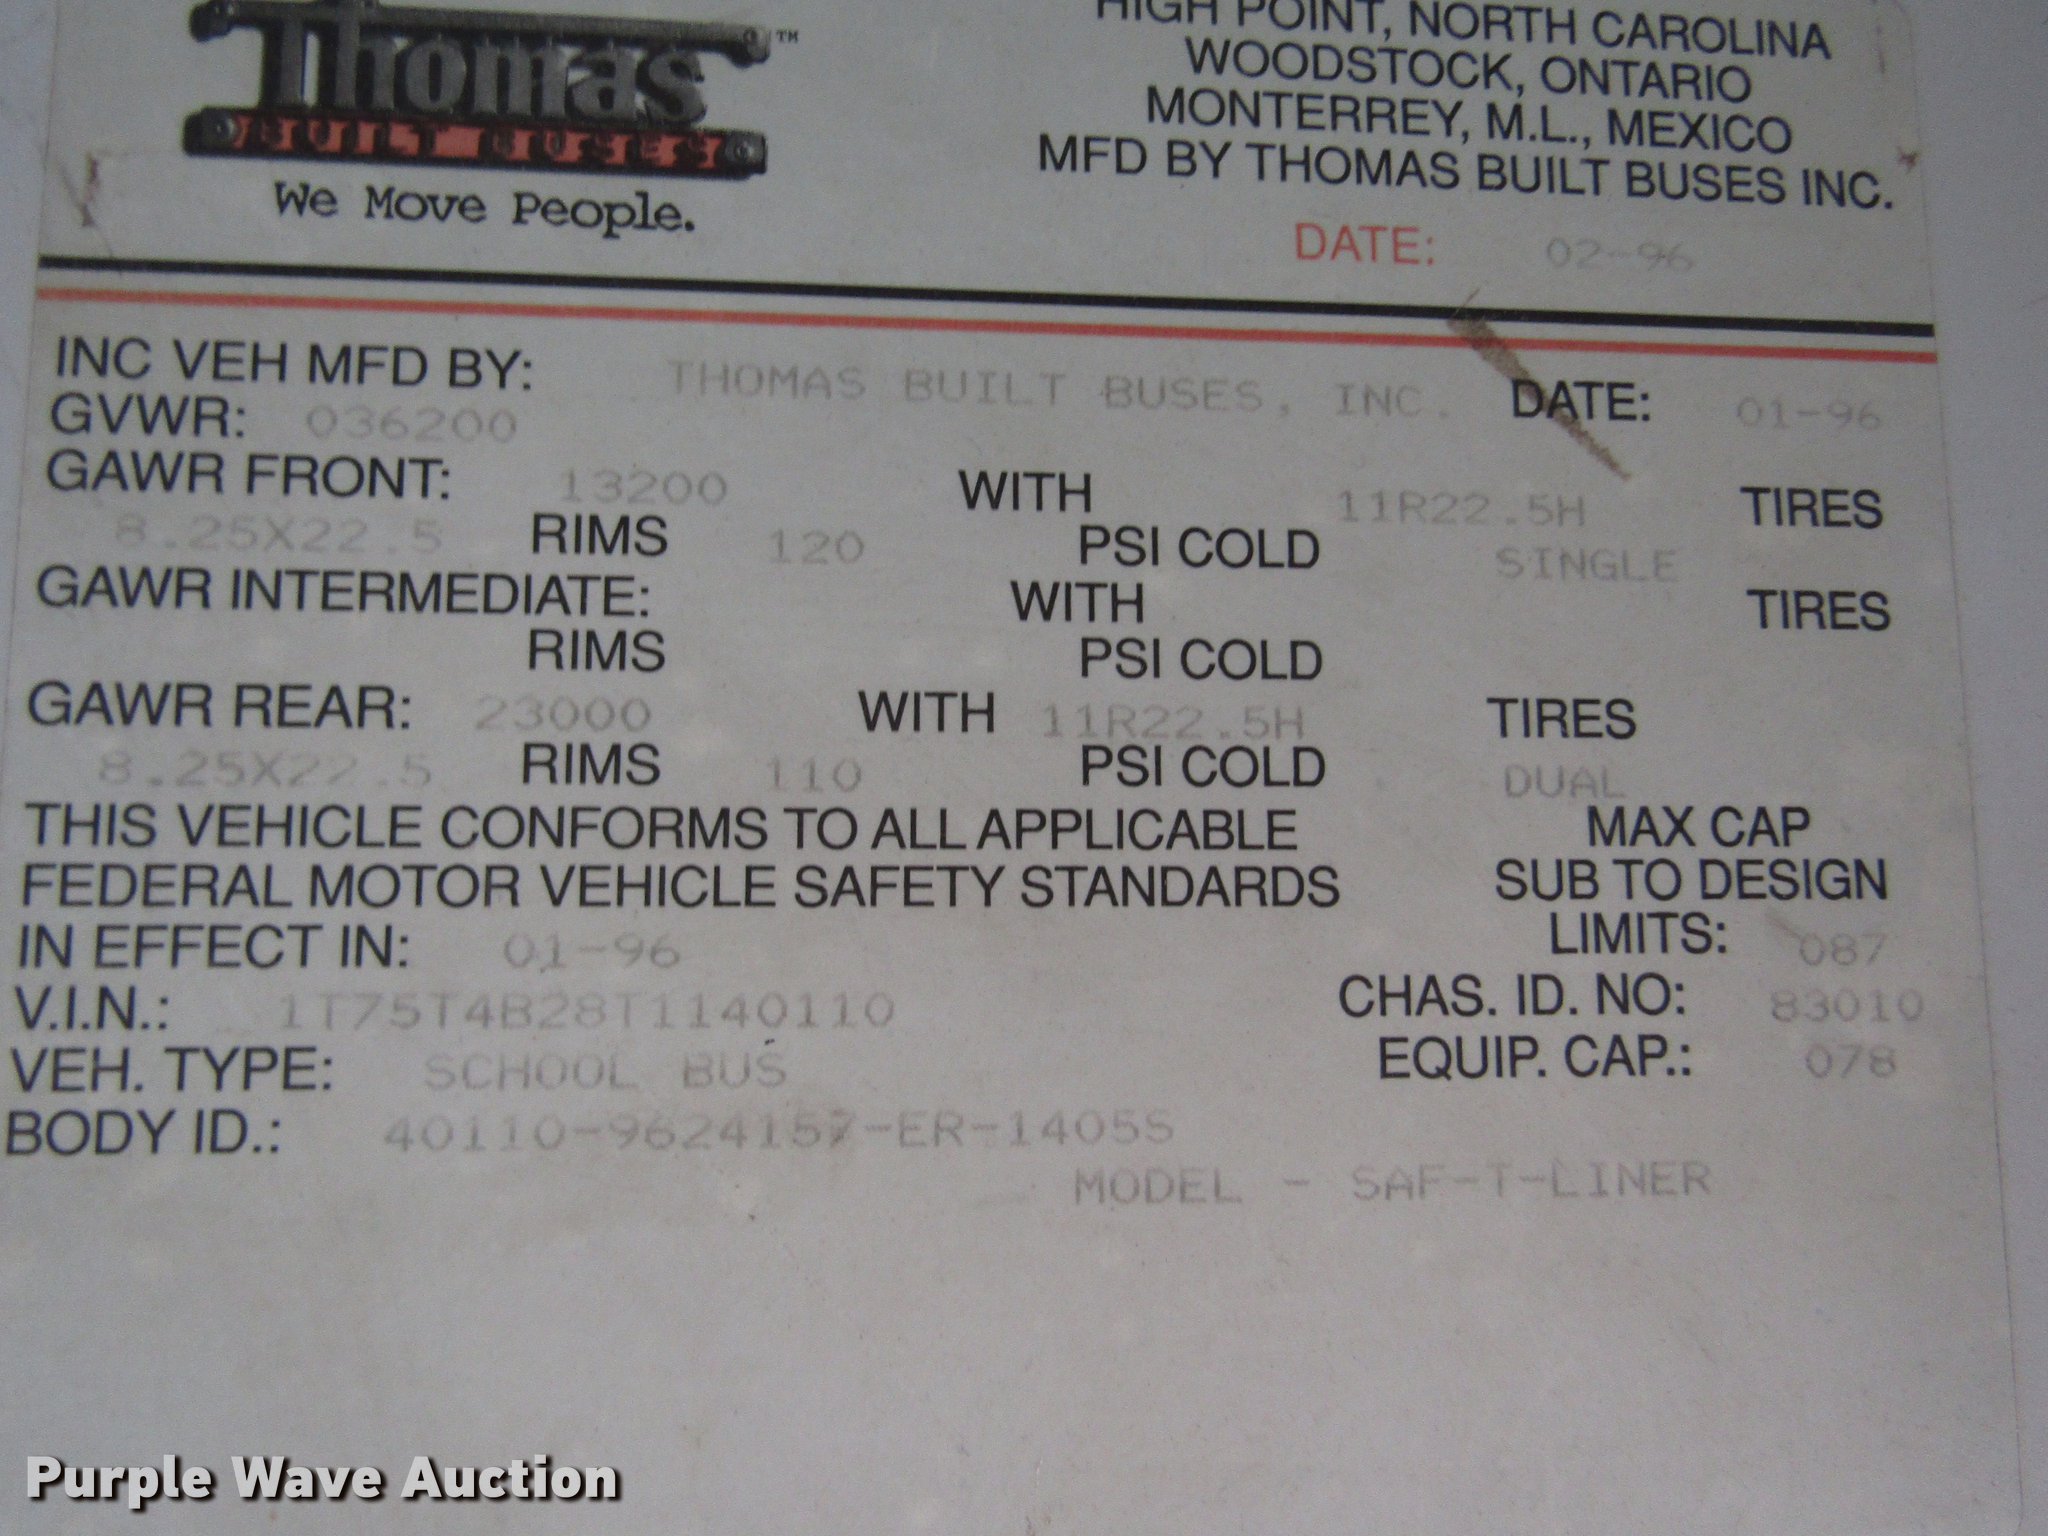 Thomas ™
BUILT BUSES
We Move People.
HIGH POINT, NORTH CAROLINA
WOODSTOCK, ONTARIO
MONTERREY, M.L., MEXICO
MFD BY THOMAS BUILT BUSES INC.
DATE: 02-96
INC VEH MFD BY: THOMAS BUILT BUSES, INC. DATE: 01-96
GVWR: 036200
GAWR FRONT: 13200 WITH 11R22.5H TIRES
8.25X22.5 RIMS 120 PSI COLD SINGLE
GAWR INTERMEDIATE: WITH TIRES
RIMS PSI COLD
GAWR REAR: 23000 WITH 11R22.5H TIRES
8.25X22.5 RIMS 110 PSI COLD DUAL
THIS VEHICLE CONFORMS TO ALL APPLICABLE MAX CAP
FEDERAL MOTOR VEHICLE SAFETY STANDARDS SUB TO DESIGN
IN EFFECT IN: 01-96 LIMITS: 087
V.I.N.: 1T75T4B28T1140110 CHAS. ID. NO: 83010
VEH. TYPE: SCHOOL BUS EQUIP. CAP.: 078
BODY ID.: 40110-9624157-ER-1405S
MODEL - SAF-T-LINER
Purple Wave Auction